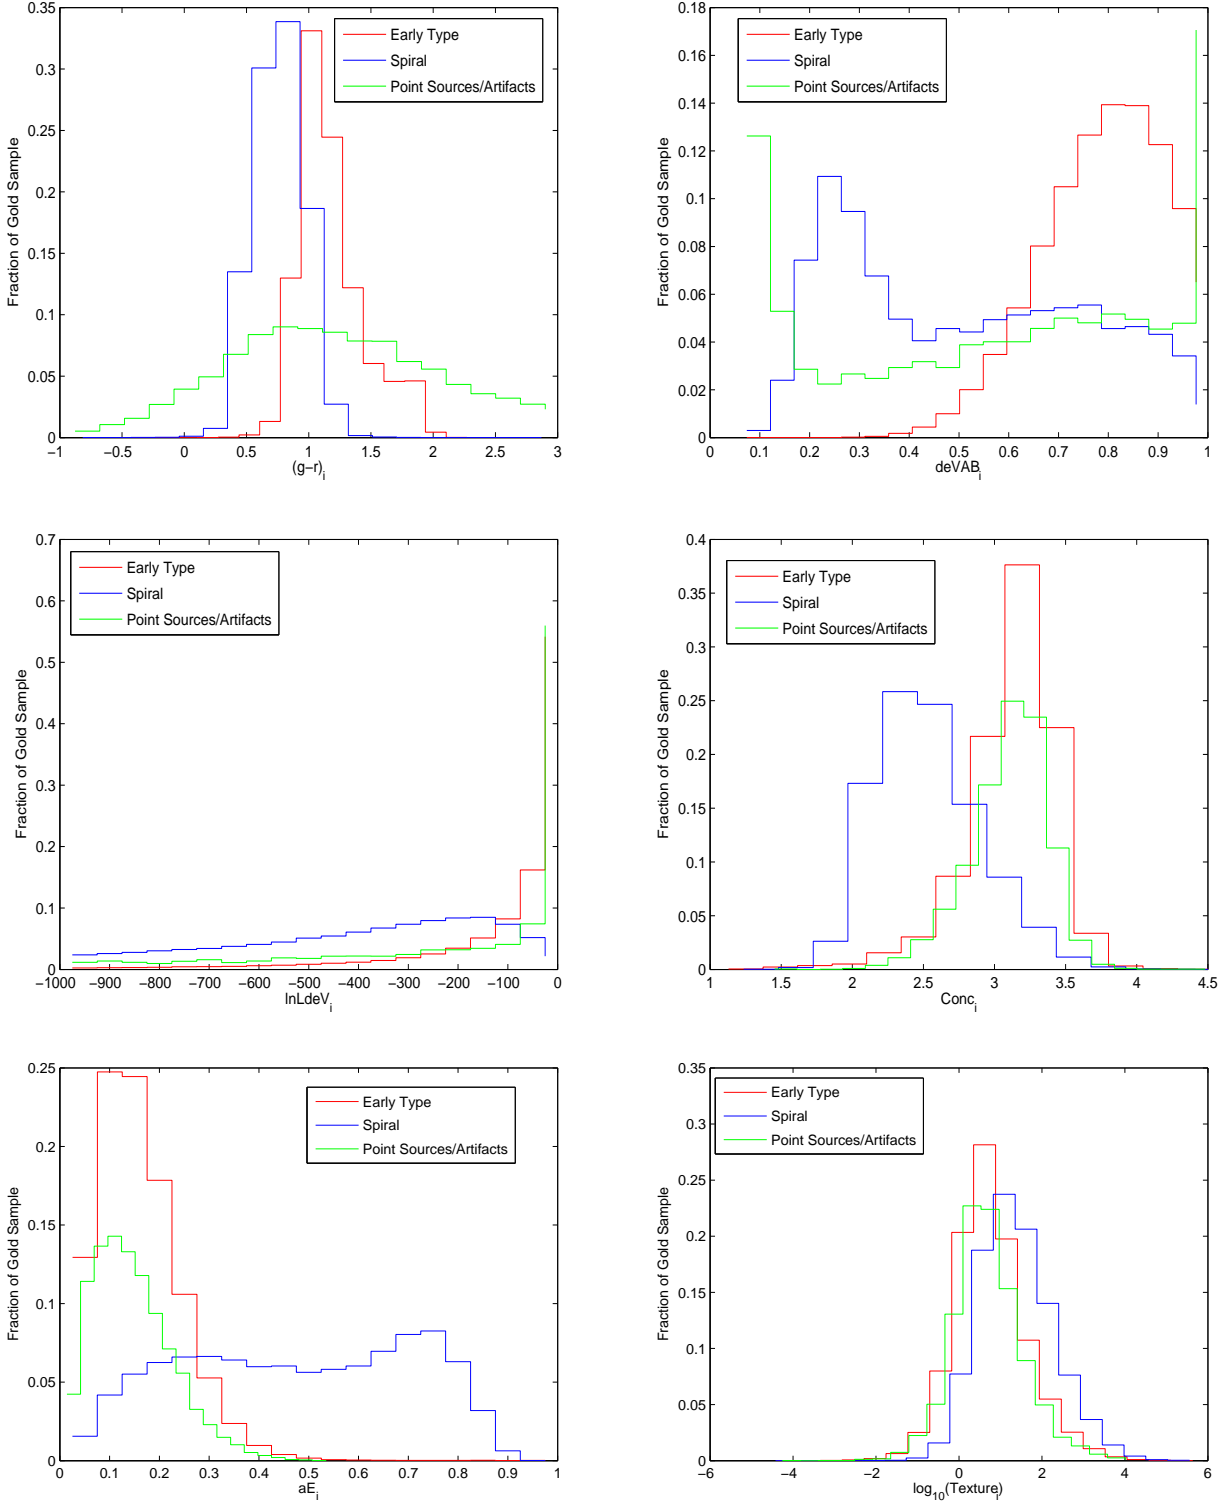 0.35
0.3
0.25
0.2
0.15
0.1
0.05
0
Fraction of Gold Sample
Early Type
Spiral
Point Sources/Artifacts
−1 −0.5 0 0.5 1 1.5 2 2.5 3
(g−r)i
0.18
0.16
0.14
0.12
0.1
0.08
0.06
0.04
0.02
0
Fraction of Gold Sample
Early Type
Spiral
Point Sources/Artifacts
0 0.1 0.2 0.3 0.4 0.5 0.6 0.7 0.8 0.9 1
deVABi
0.7
0.6
0.5
0.4
0.3
0.2
0.1
0
Fraction of Gold Sample
Early Type
Spiral
Point Sources/Artifacts
−1000 −900 −800 −700 −600 −500 −400 −300 −200 −100 0
lnLdeVi
0.4
0.35
0.3
0.25
0.2
0.15
0.1
0.05
0
Fraction of Gold Sample
Early Type
Spiral
Point Sources/Artifacts
1 1.5 2 2.5 3 3.5 4 4.5
Conci
0.25
0.2
0.15
0.1
0.05
0
Fraction of Gold Sample
Early Type
Spiral
Point Sources/Artifacts
0 0.1 0.2 0.3 0.4 0.5 0.6 0.7 0.8 0.9 1
aEi
0.35
0.3
0.25
0.2
0.15
0.1
0.05
0
Fraction of Gold Sample
Early Type
Spiral
Point Sources/Artifacts
−6 −4 −2 0 2 4 6
log10(Texturei)